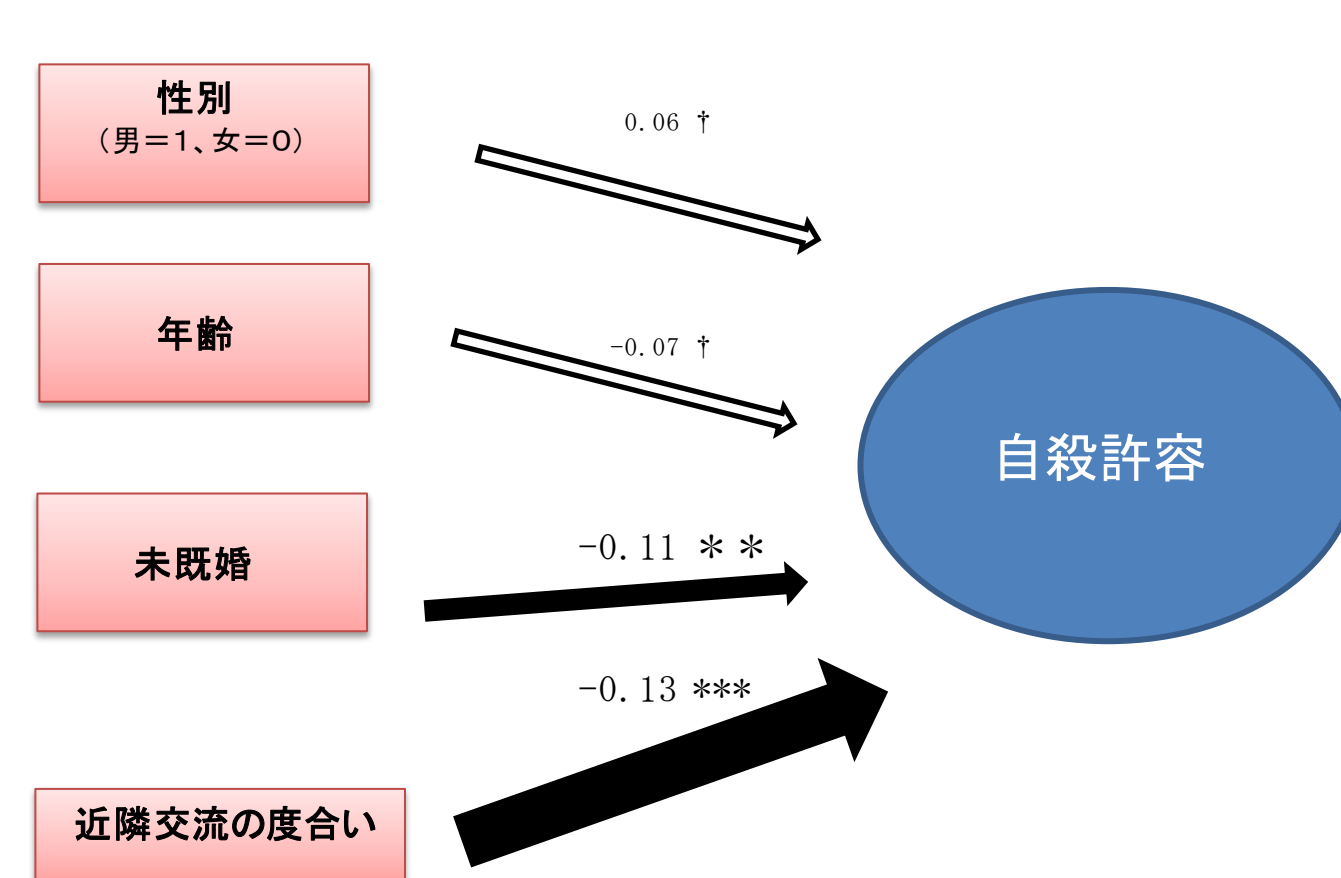 性別
（男＝1、女＝0）
0.06 †
年齢
-0.07 †
自殺許容
未既婚
-0.11 ＊＊
-0.13 ***
近隣交流の度合い